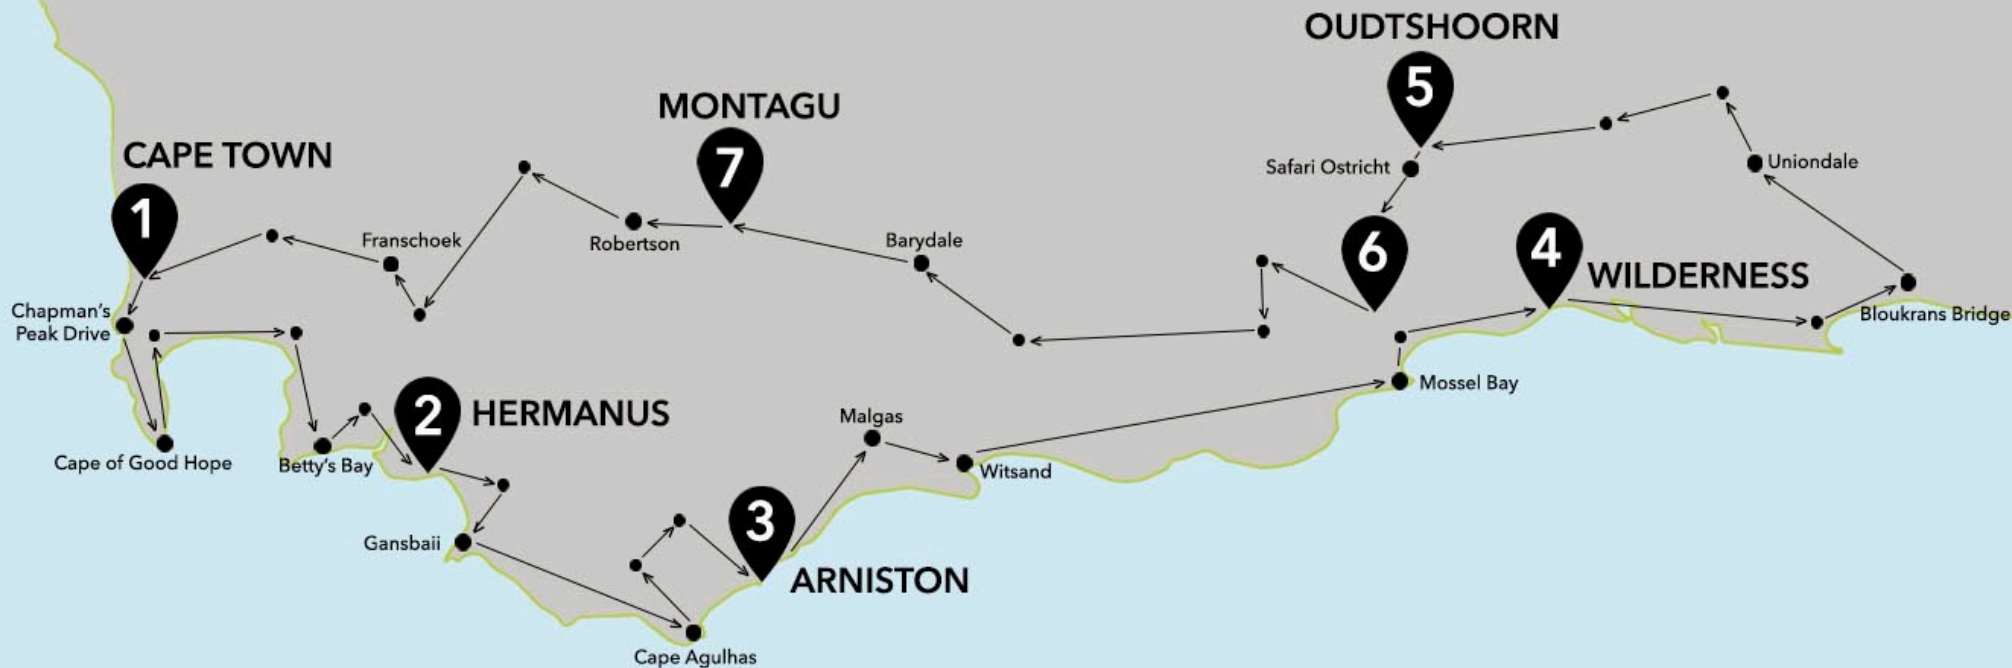 OUDTSHOORN
5
MONTAGU
7
CAPE TOWN
1
Safari Ostricht
Uniondale
Franschoek
Robertson
Barydale
6
4
WILDERNESS
Chapman's
Peak Drive
Bloukrans Bridge
2
HERMANUS
Mossel Bay
Malgas
Cape of Good Hope
Betty's Bay
Witsand
3
Gansbaii
ARNISTON
Cape Agulhas